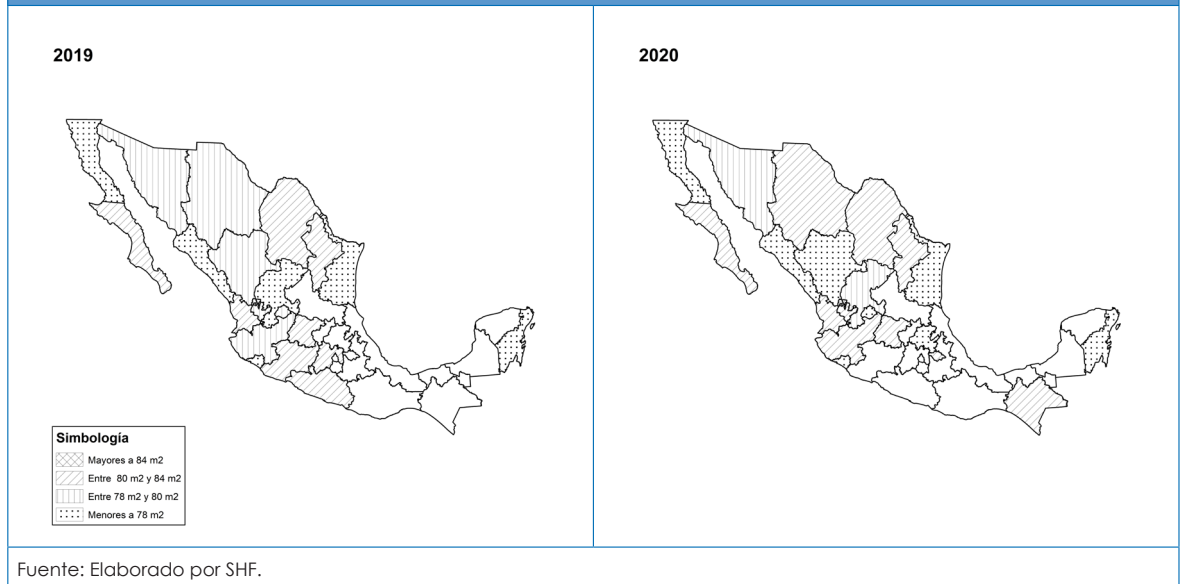 2019
2020
Simbología
Mayores a 84 m2
Entre 80 m2 y 84 m2
Entre 78 m2 y 80 m2
Menores a 78 m2
Fuente: Elaborado por SHF.